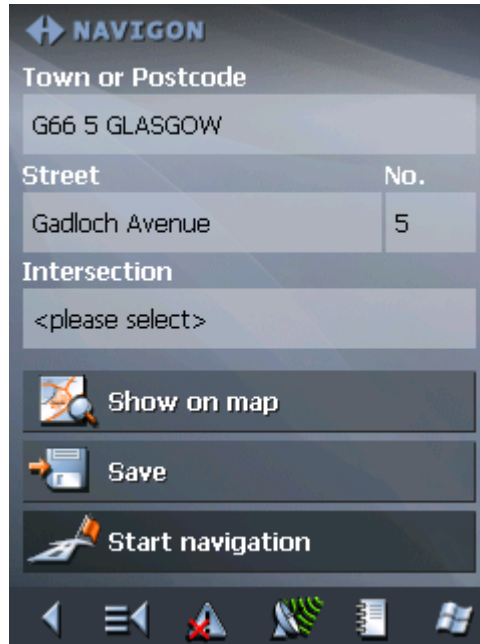 NAVIGON
Town or Postcode
G66 5 GLASGOW
Street No.
Gadloch Avenue 5
Intersection
<please select>
Show on map
Save
Start navigation